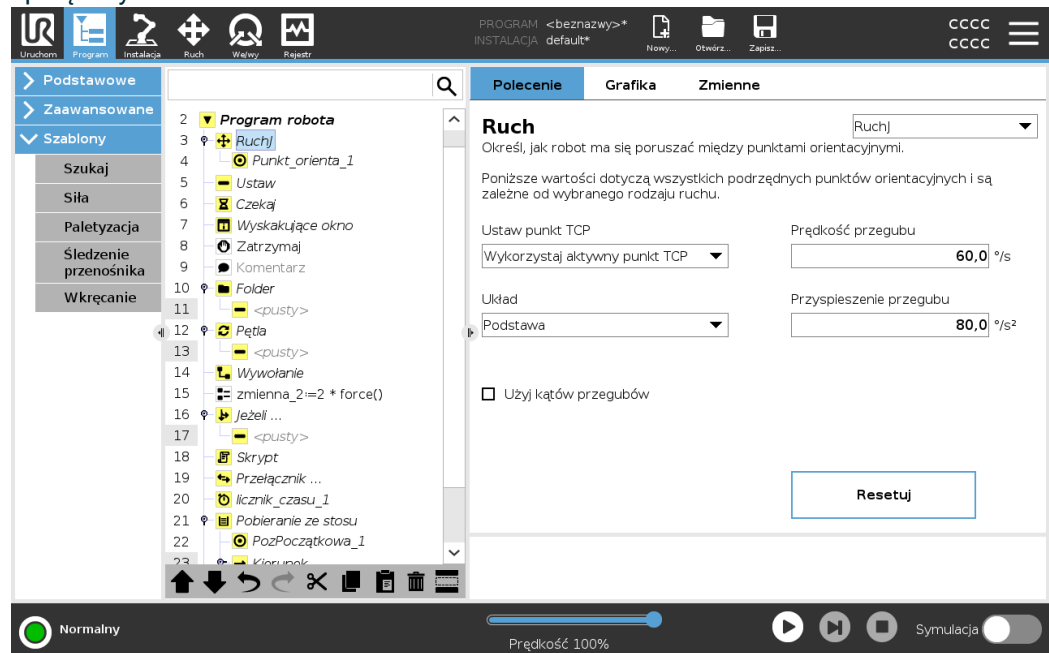 Uruchom
Program
Instalacja
Ruch
We/wy
Rejestr
PROGRAM <beznazwy>*
INSTALACJA default*
Nowy...
Otwórz...
Zapisz...
CCCC
CCCC
Podstawowe
Zaawansowane
Szablony
Szukaj
Siła
Paletyzacja
Śledzenie
przenośnika
Wkręcanie
2 Program robota
3 RuchJ
4 Punkt_orienta_1
5 Ustaw
6 Czekaj
7 Wyskakujące okno
8 Zatrzymaj
9 Komentarz
10 Folder
11 <pusty>
12 Pętla
13 <pusty>
14 Wywołanie
15 zmienna_2:=2 * force()
16 Jeżeli ...
17 <pusty>
18 Skrypt
19 Przełącznik ...
20 licznik_czasu_1
21 Pobieranie ze stosu
22 PozPoczątkowa_1
23 Kierunek
Polecenie
Grafika
Zmienne
Ruch
RuchJ
Określ, jak robot ma się poruszać między punktami orientacyjnymi.
Poniższe wartości dotyczą wszystkich podrzędnych punktów orientacyjnych i są
zależne od wybranego rodzaju ruchu.
Ustaw punkt TCP
Prędkość przegubu
Wykorzystaj aktywny punkt TCP
60,0 °/s
Układ
Przyspieszenie przegubu
Podstawa
80,0 °/s²
Użyj kątów przegubów
Resetuj
Normalny
Prędkość 100%
Symulacja